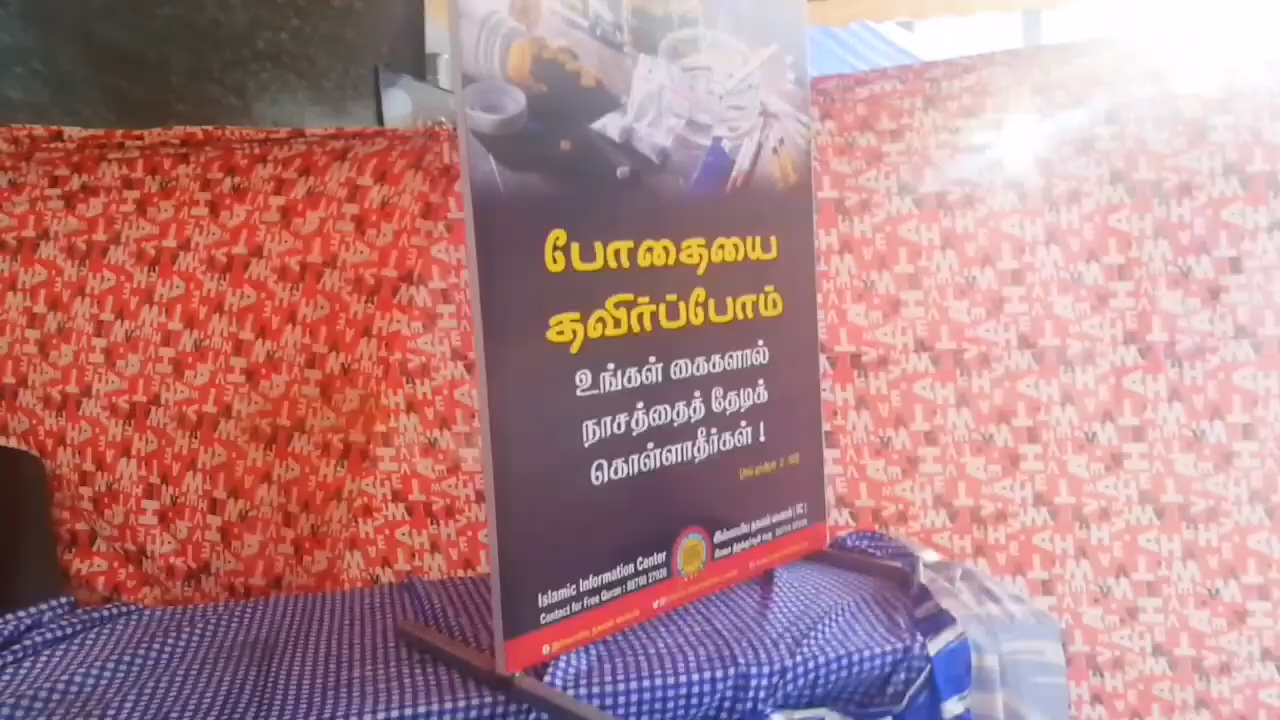 போதையை
தவிர்ப்போம்
உங்கள் கைகளால்
நாசத்தைத் தேடிக்
கொள்ளாதீர்கள் !
Islamic Information Center
Contact for Free Quran :